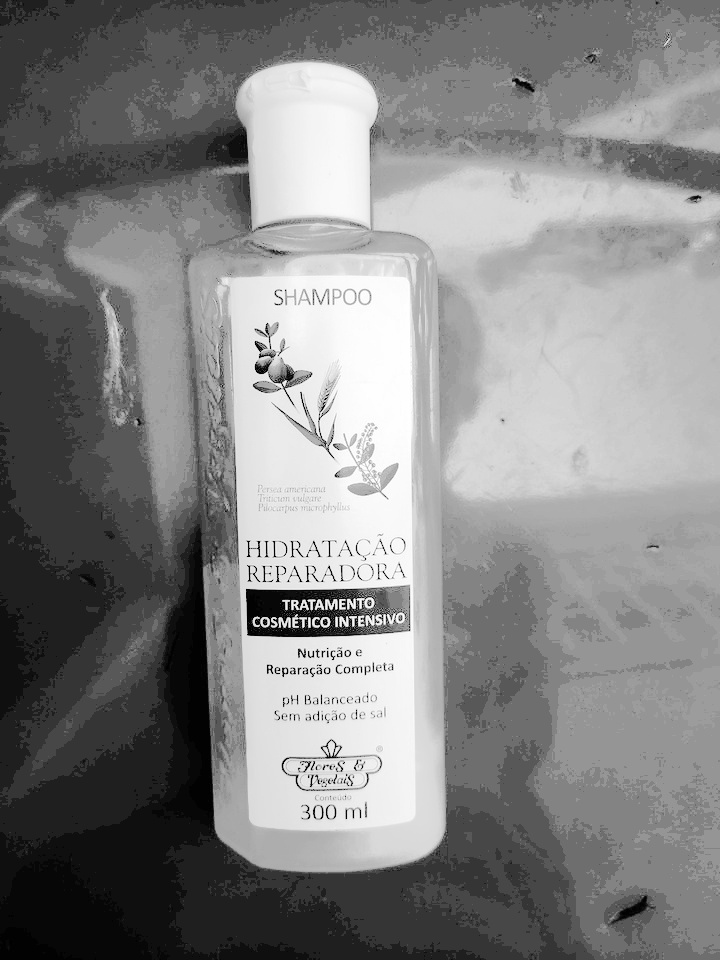 SHAMPOO
Persea americana
Triticum vulgare
Pilocarpus microphyllus
HIDRATAÇÃO
REPARADORA
TRATAMENTO
COSMÉTICO INTENSIVO
Nutrição e
Reparação Completa
pH Balanceado
Sem adição de sal
Flores &
Vegetais
®
Conteúdo
300 ml